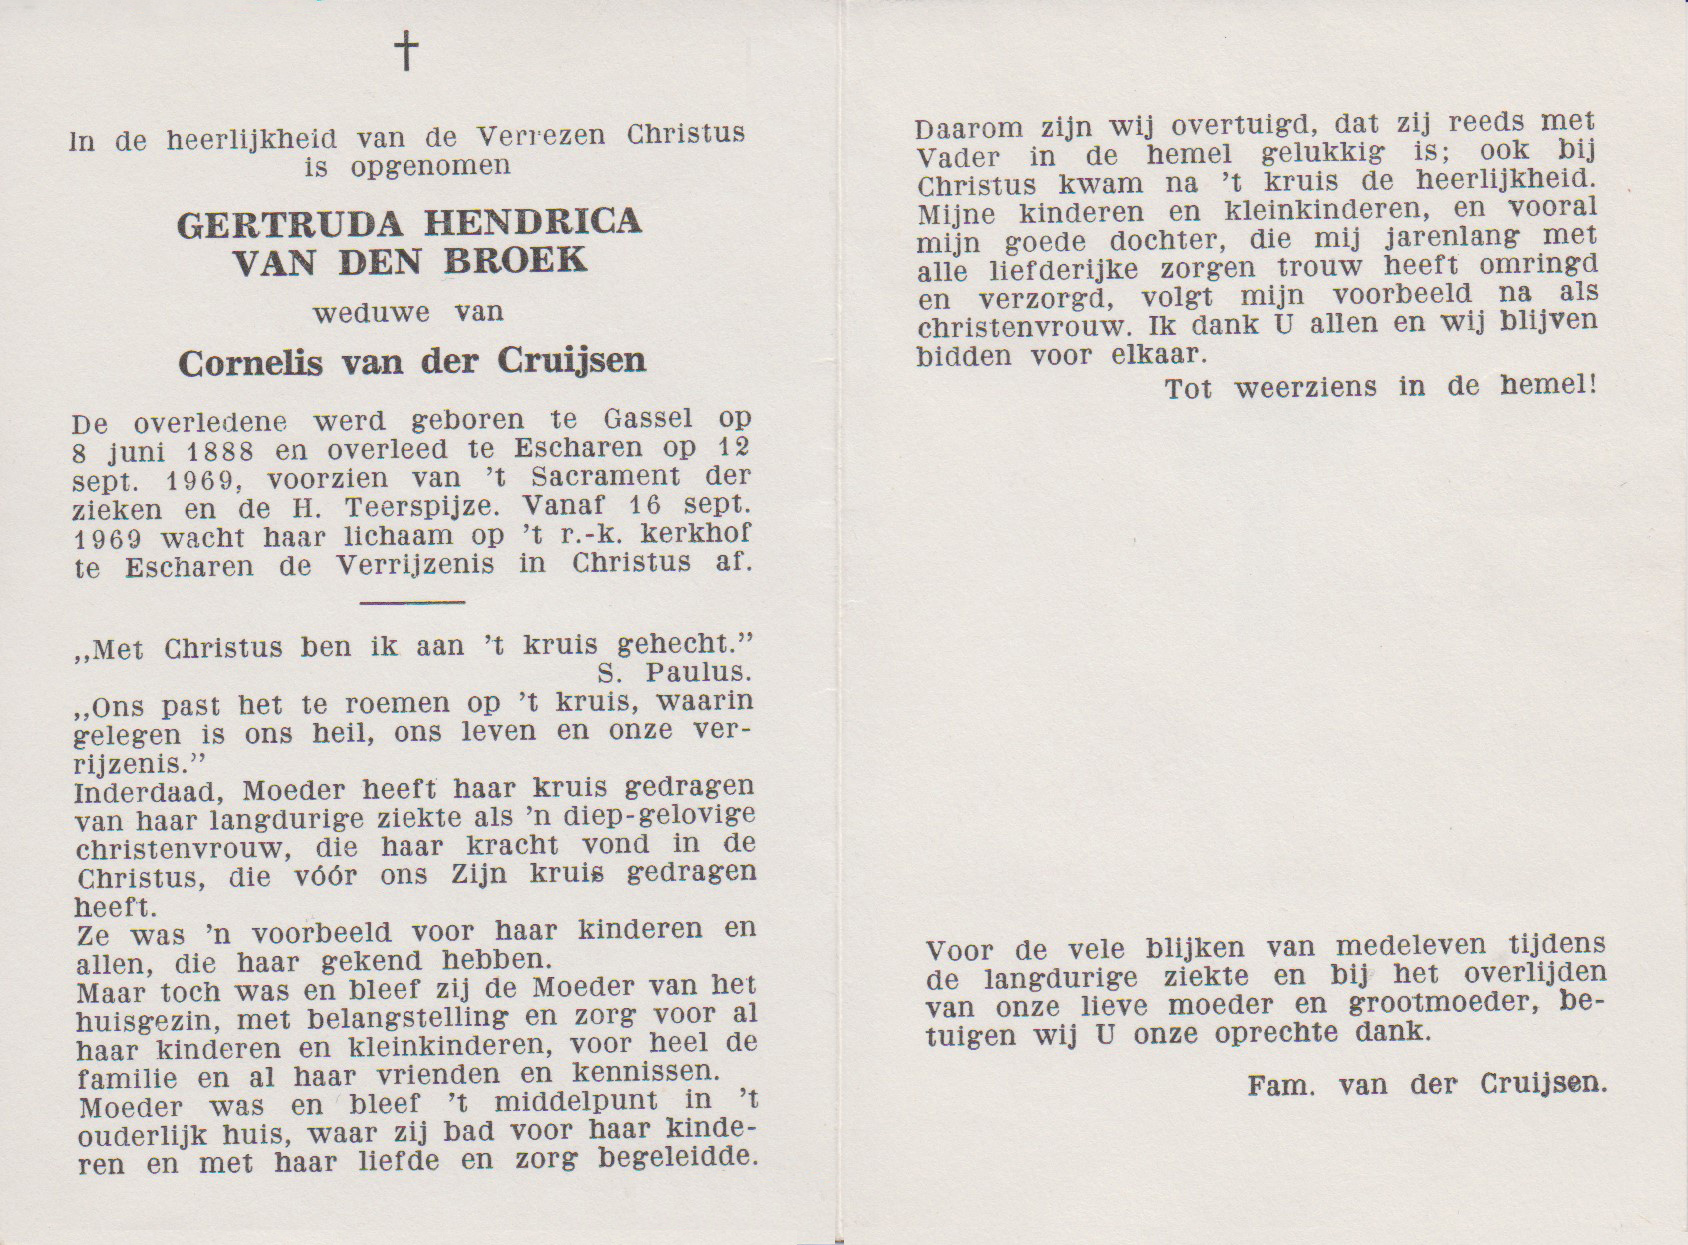 In de heerlijkheid van de Verrezen Christus
is opgenomen
GERTRUDA HENDRICA
VAN DEN BROEK
weduwe van
Cornelis van der Cruijsen
De overledene werd geboren te Gassel op
8 juni 1888 en overleed te Escharen op 12
sept. 1969, voorzien van 't Sacrament der
zieken en de H. Teerspijze. Vanaf 16 sept.
1969 wacht haar lichaam op 't r.-k. kerkhof
te Escharen de Verrijzenis in Christus af.
„Met Christus ben ik aan 't kruis gehecht.”
S. Paulus.
„Ons past het te roemen op 't kruis, waarin
gelegen is ons heil, ons leven en onze ver-
rijzenis.”
Inderdaad, Moeder heeft haar kruis gedragen
van haar langdurige ziekte als 'n diep-gelovige
christenvrouw, die haar kracht vond in de
Christus, die vóór ons Zijn kruis gedragen
heeft.
Ze was 'n voorbeeld voor haar kinderen en
allen, die haar gekend hebben.
Maar toch was en bleef zij de Moeder van het
huisgezin, met belangstelling en zorg voor al
haar kinderen en kleinkinderen, voor heel de
familie en al haar vrienden en kennissen.
Moeder was en bleef 't middelpunt in 't
ouderlijk huis, waar zij bad voor haar kinde-
ren en met haar liefde en zorg begeleidde.
Daarom zijn wij overtuigd, dat zij reeds met
Vader in de hemel gelukkig is; ook bij
Christus kwam na 't kruis de heerlijkheid.
Mijne kinderen en kleinkinderen, en vooral
mijn goede dochter, die mij jarenlang met
alle liefderijke zorgen trouw heeft omringd
en verzorgd, volgt mijn voorbeeld na als
christenvrouw. Ik dank U allen en wij blijven
bidden voor elkaar.
Tot weerziens in de hemel!
Voor de vele blijken van medeleven tijdens
de langdurige ziekte en bij het overlijden
van onze lieve moeder en grootmoeder, be-
tuigen wij U onze oprechte dank.
Fam. van der Cruijsen.